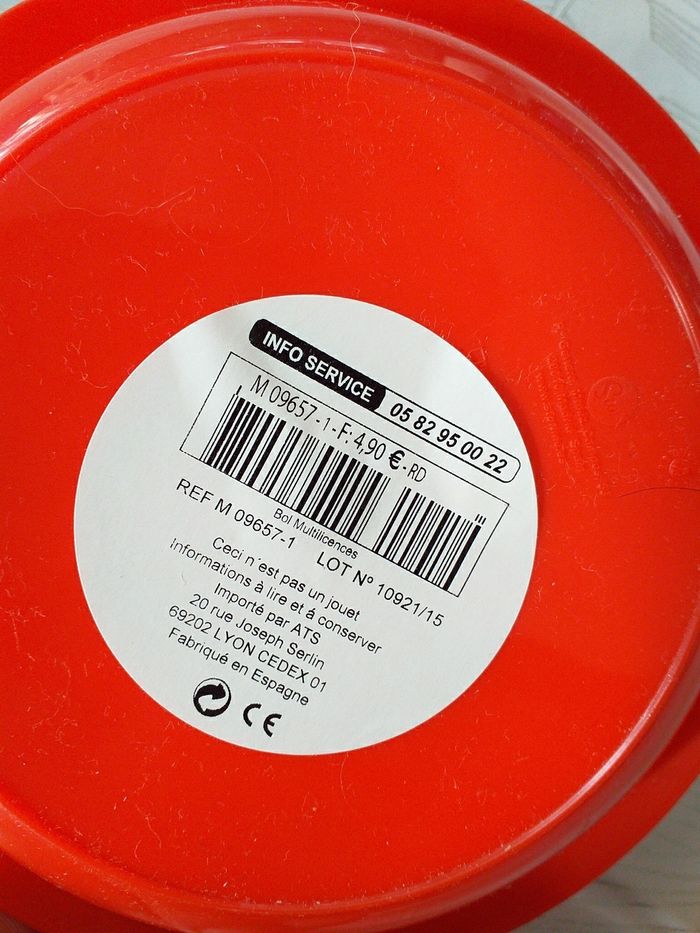 INFO SERVICE 05 82 95 00 22
M 09657-1-F: 4,90 €-RD
Bol Multilicences
REF M 09657-1 LOT N° 10921/15
Ceci n´est pas un jouet
Informations à lire et á conserver
Importé par ATS
20 rue Joseph Serlin
69202 LYON CEDEX 01
Fabriqué en Espagne
CE